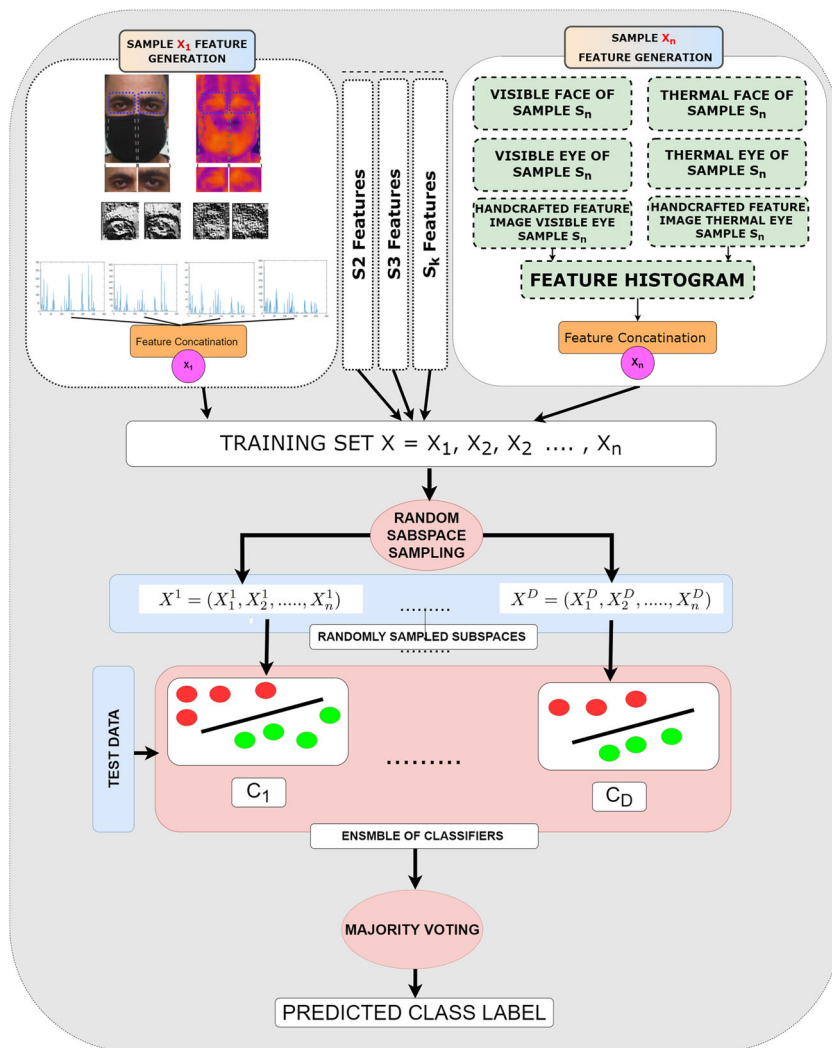 SAMPLE X₁ FEATURE
GENERATION
Feature Concatination
X₁
S2 Features
S3 Features
Sₖ Features
SAMPLE Xₙ
FEATURE GENERATION
VISIBLE FACE OF
SAMPLE Sₙ
THERMAL FACE OF
SAMPLE Sₙ
VISIBLE EYE OF
SAMPLE Sₙ
THERMAL EYE OF
SAMPLE Sₙ
HANDCRAFTED FEATURE
IMAGE VISIBLE EYE
SAMPLE Sₙ
HANDCRAFTED FEATURE
IMAGE THERMAL EYE
SAMPLE Sₙ
FEATURE HISTOGRAM
Feature Concatination
Xₙ
TRAINING SET X = X₁, X₂, X₂ .... , Xₙ
RANDOM
SABSPACE
SAMPLING
X¹ = (X₁¹, X₂¹, ....., Xₙ¹)
.........
Xᴰ = (X₁ᴰ, X₂ᴰ, ....., Xₙᴰ)
RANDOMLY SAMPLED SUBSPACES
.........
TEST DATA
.........
C₁
C_D
ENSMBLE OF CLASSIFIERS
MAJORITY VOTING
PREDICTED CLASS LABEL